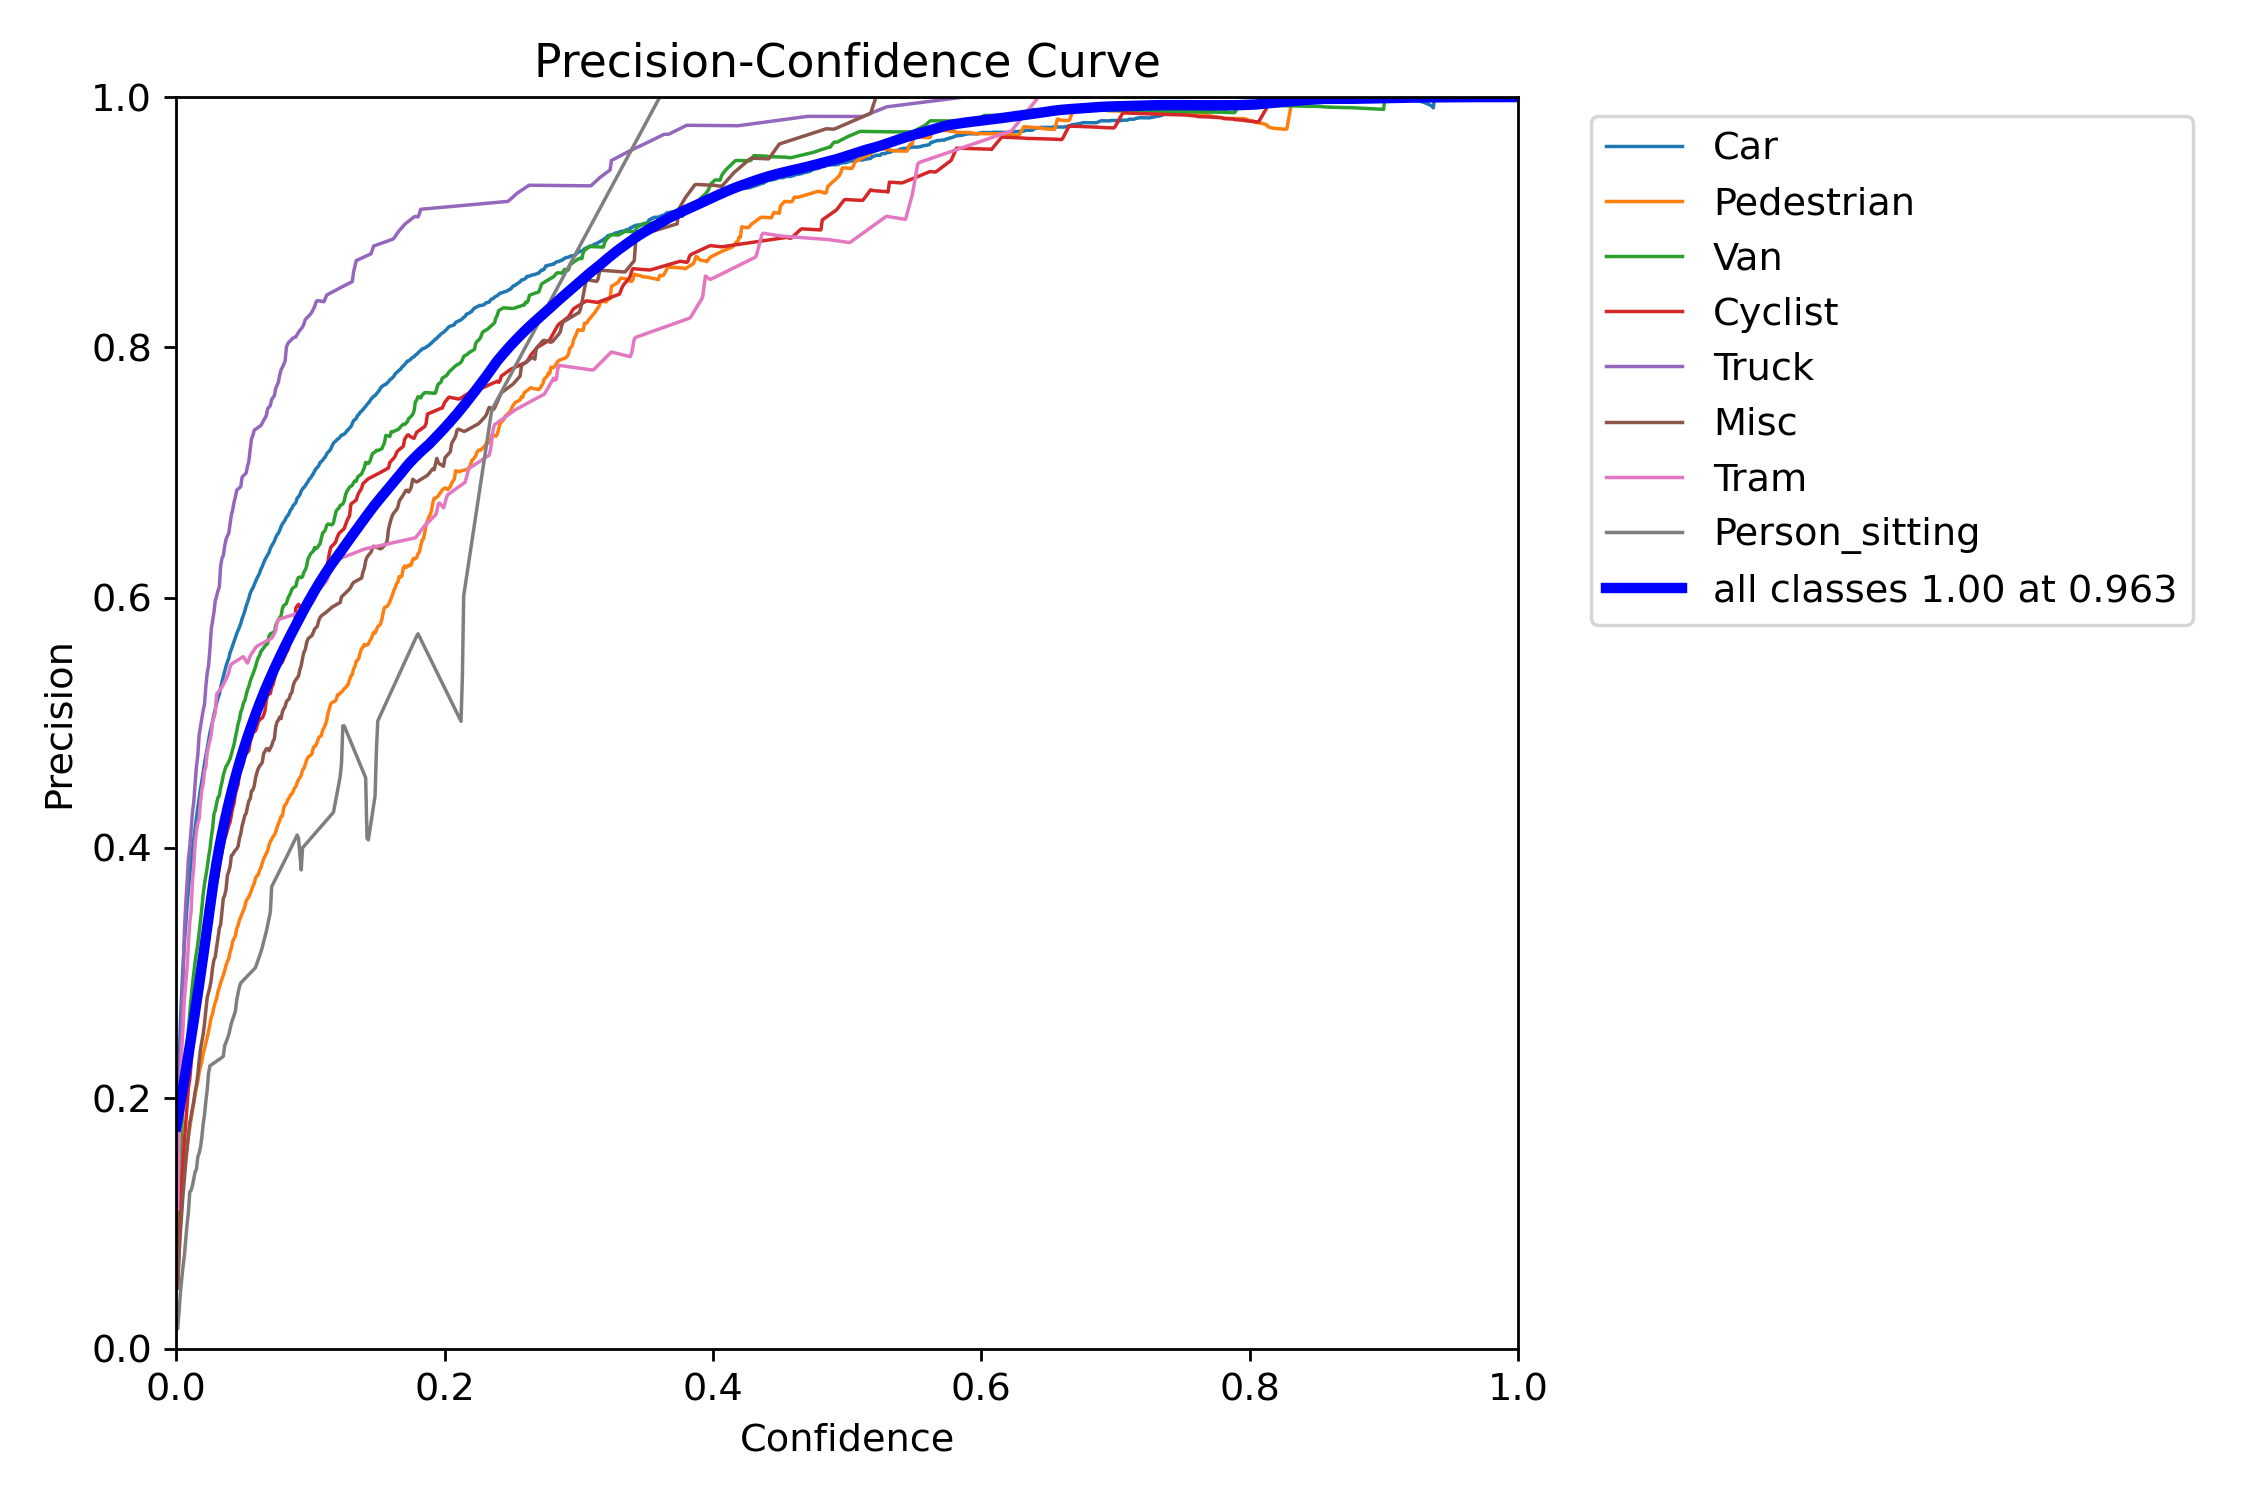 Precision-Confidence Curve
1.0
0.8
0.6
0.4
0.2
0.0
Precision
0.0 0.2 0.4 0.6 0.8 1.0
Confidence
Car
Pedestrian
Van
Cyclist
Truck
Misc
Tram
Person_sitting
all classes 1.00 at 0.963